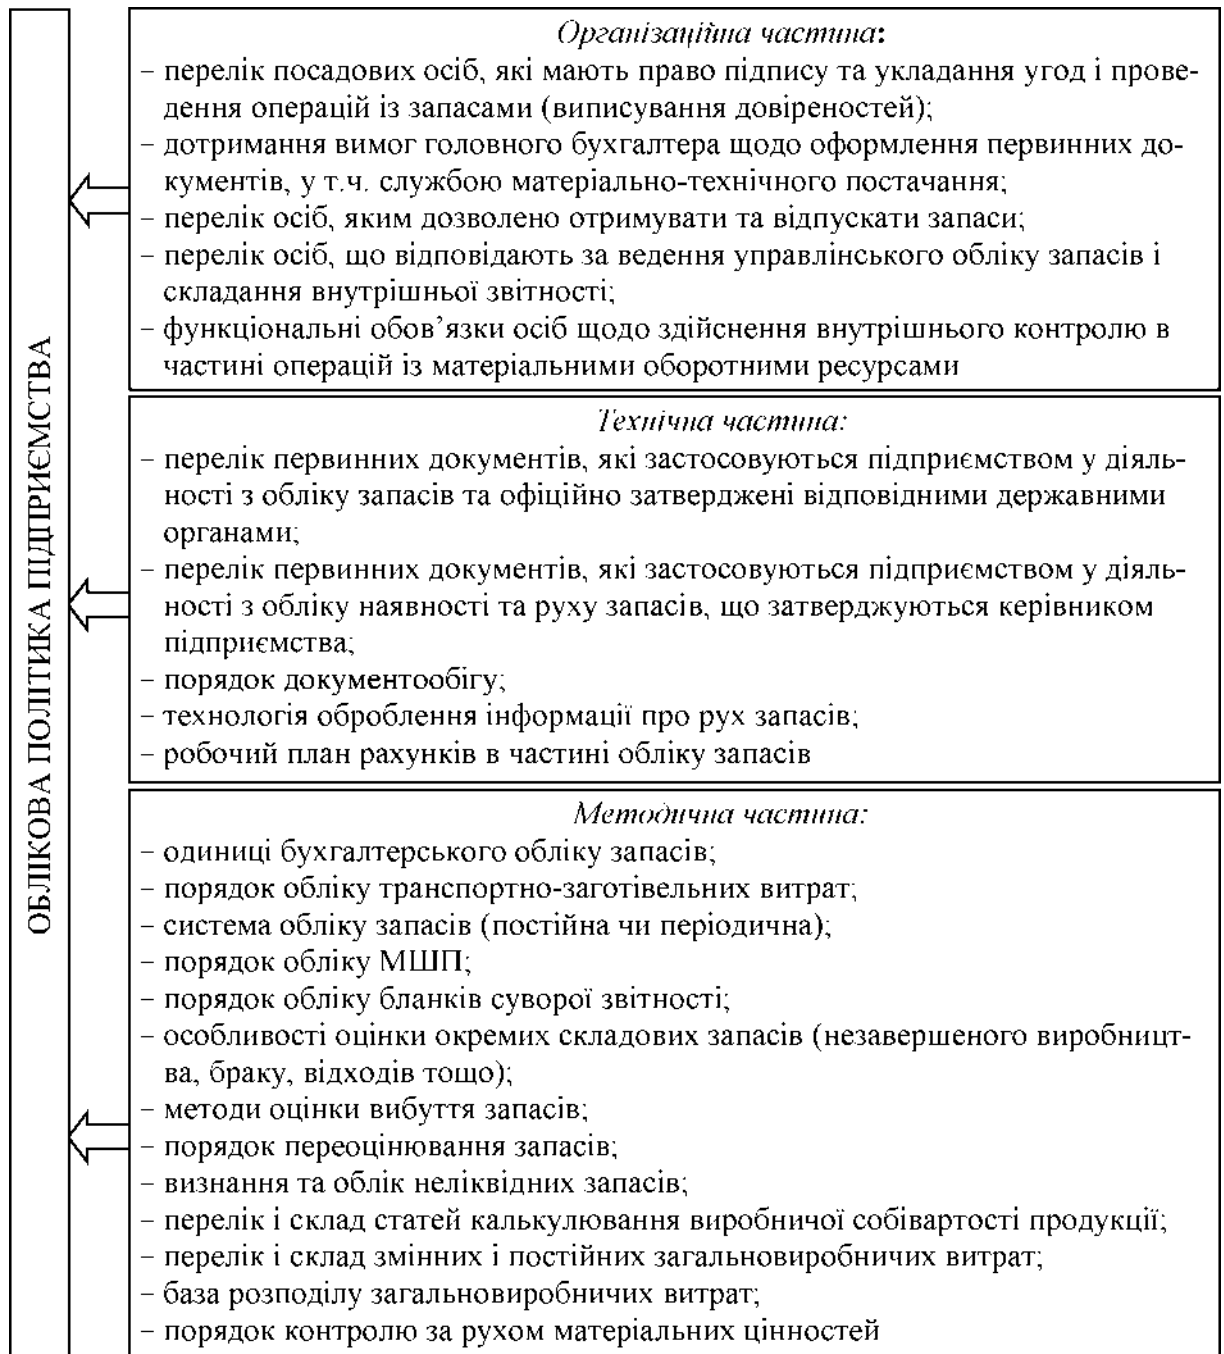 ОБЛІКОВА ПОЛІТИКА ПІДПРИЄМСТВА
Організаційна частина:
– перелік посадових осіб, які мають право підпису та укладання угод і прове-
дення операцій із запасами (виписування довіреностей);
– дотримання вимог головного бухгалтера щодо оформлення первинних до-
кументів, у т.ч. службою матеріально-технічного постачання;
– перелік осіб, яким дозволено отримувати та відпускати запаси;
– перелік осіб, що відповідають за ведення управлінського обліку запасів і
складання внутрішньої звітності;
– функціональні обов’язки осіб щодо здійснення внутрішнього контролю в
частині операцій із матеріальними оборотними ресурсами
Технічна частина:
– перелік первинних документів, які застосовуються підприємством у діяль-
ності з обліку запасів та офіційно затверджені відповідними державними
органами;
– перелік первинних документів, які застосовуються підприємством у діяль-
ності з обліку наявності та руху запасів, що затверджуються керівником
підприємства;
– порядок документообігу;
– технологія оброблення інформації про рух запасів;
– робочий план рахунків в частині обліку запасів
Методична частина:
– одиниці бухгалтерського обліку запасів;
– порядок обліку транспортно-заготівельних витрат;
– система обліку запасів (постійна чи періодична);
– порядок обліку МШП;
– порядок обліку бланків суворої звітності;
– особливості оцінки окремих складових запасів (незавершеного виробницт-
ва, браку, відходів тощо);
– методи оцінки вибуття запасів;
– порядок переоцінювання запасів;
– визнання та облік неліквідних запасів;
– перелік і склад статей калькулювання виробничої собівартості продукції;
– перелік і склад змінних і постійних загальновиробничих витрат;
– база розподілу загальновиробничих витрат;
– порядок контролю за рухом матеріальних цінностей